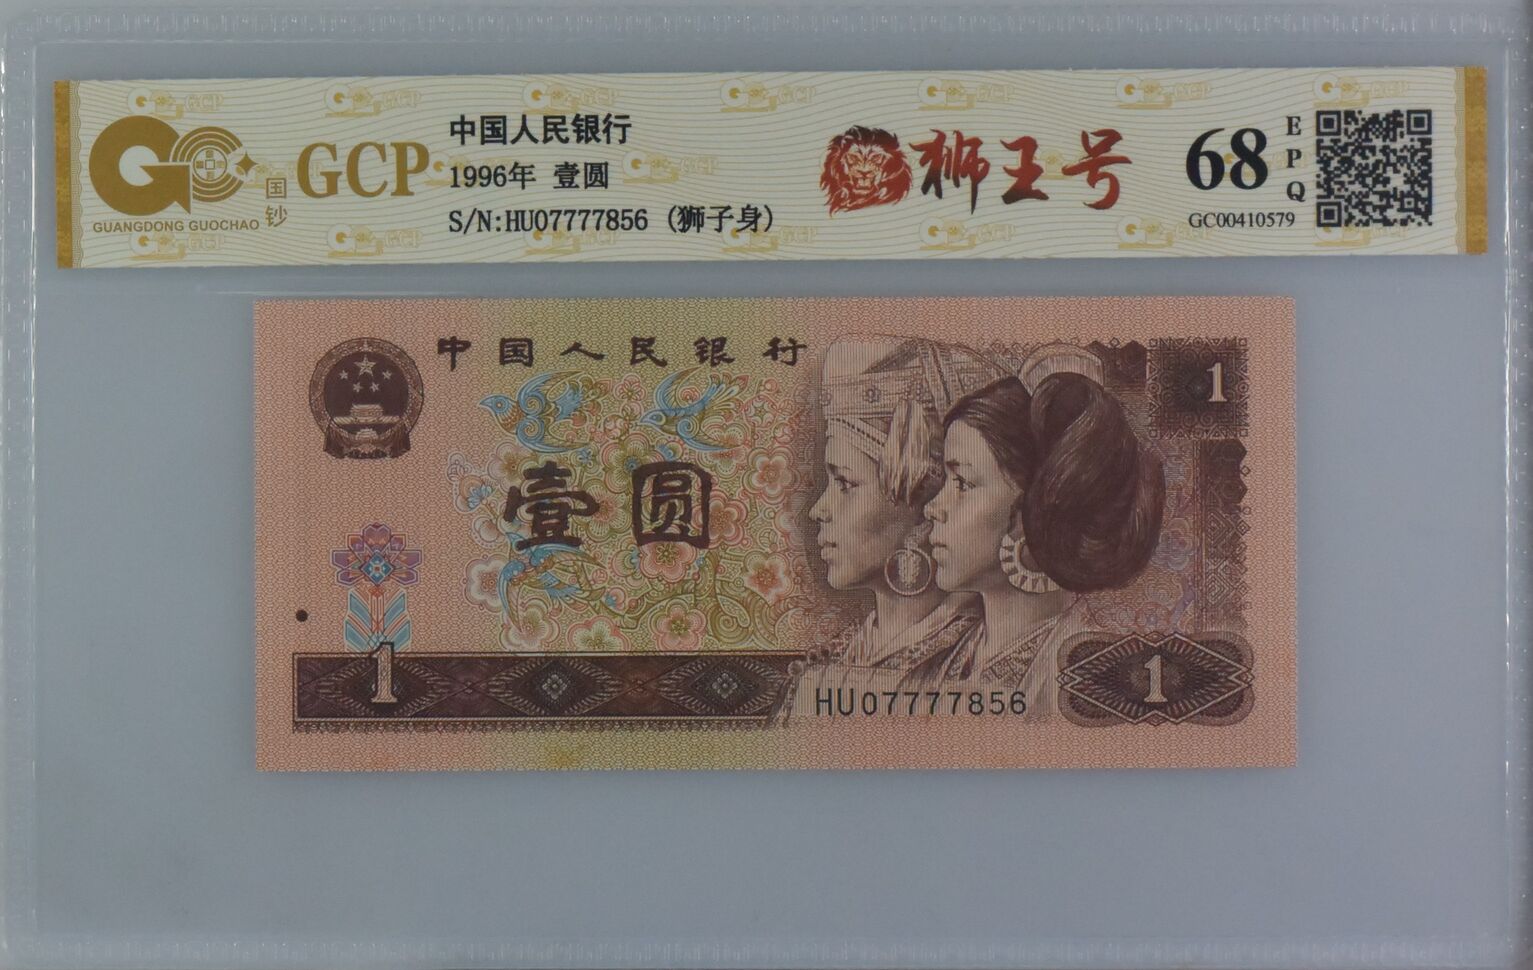 GCP
国钞
GUANGDONG GUOCHAO
中国人民银行
1996年 壹圆
S/N:HU07777856 (狮子身)
狮王号
68
EPQ
GC00410579
中国人民银行
1
壹圆
1
1
HU07777856